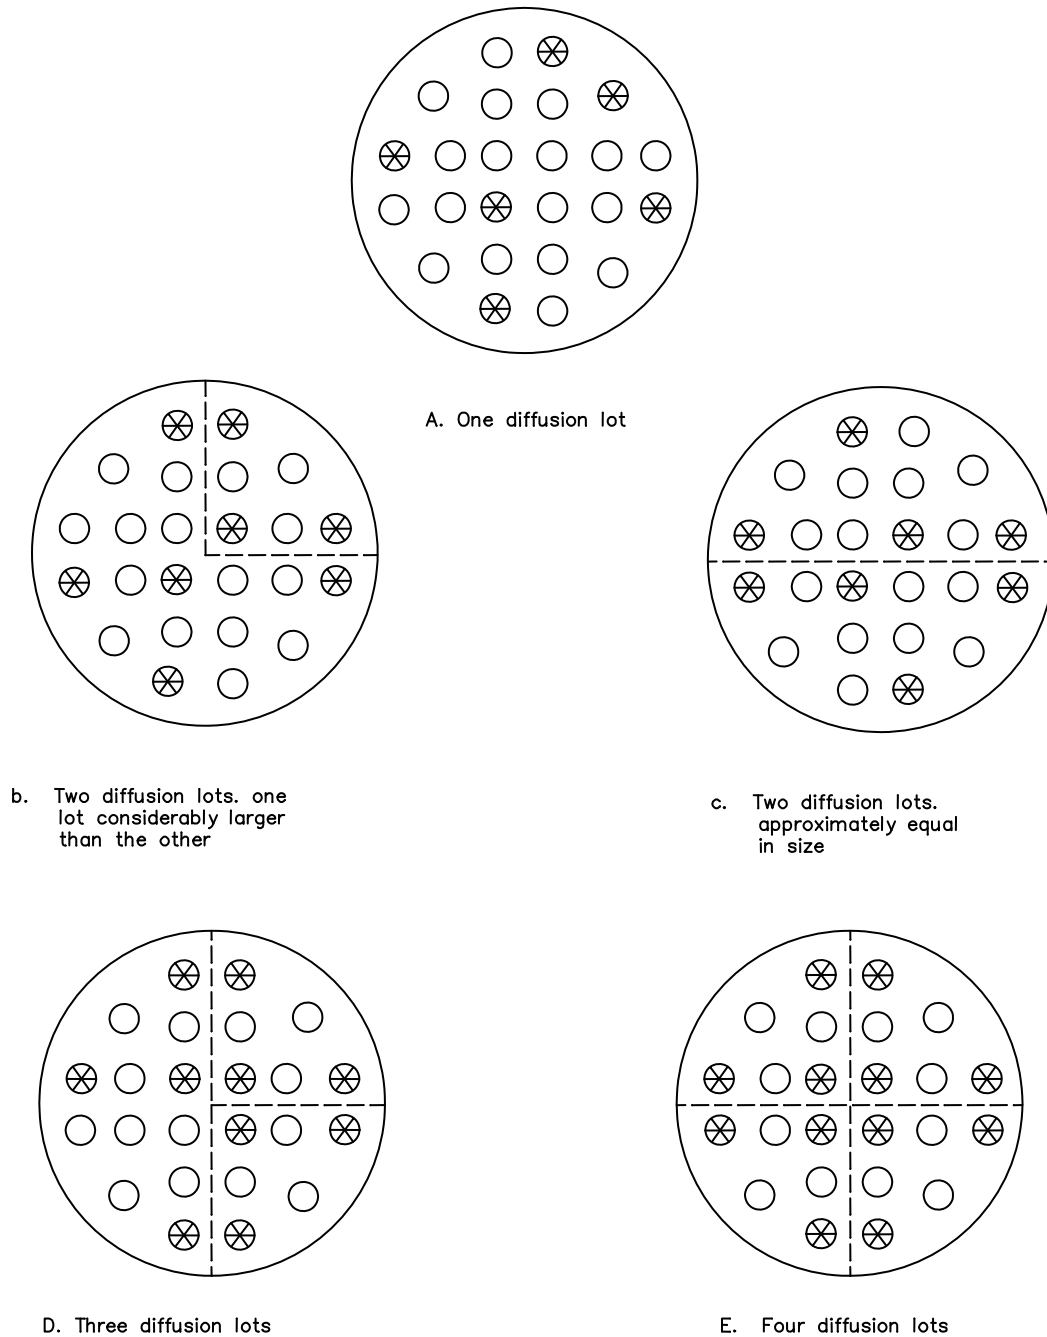 A. One diffusion lot
b. Two diffusion lots. one
lot considerably larger
than the other
c. Two diffusion lots.
approximately equal
in size
D. Three diffusion lots
E. Four diffusion lots